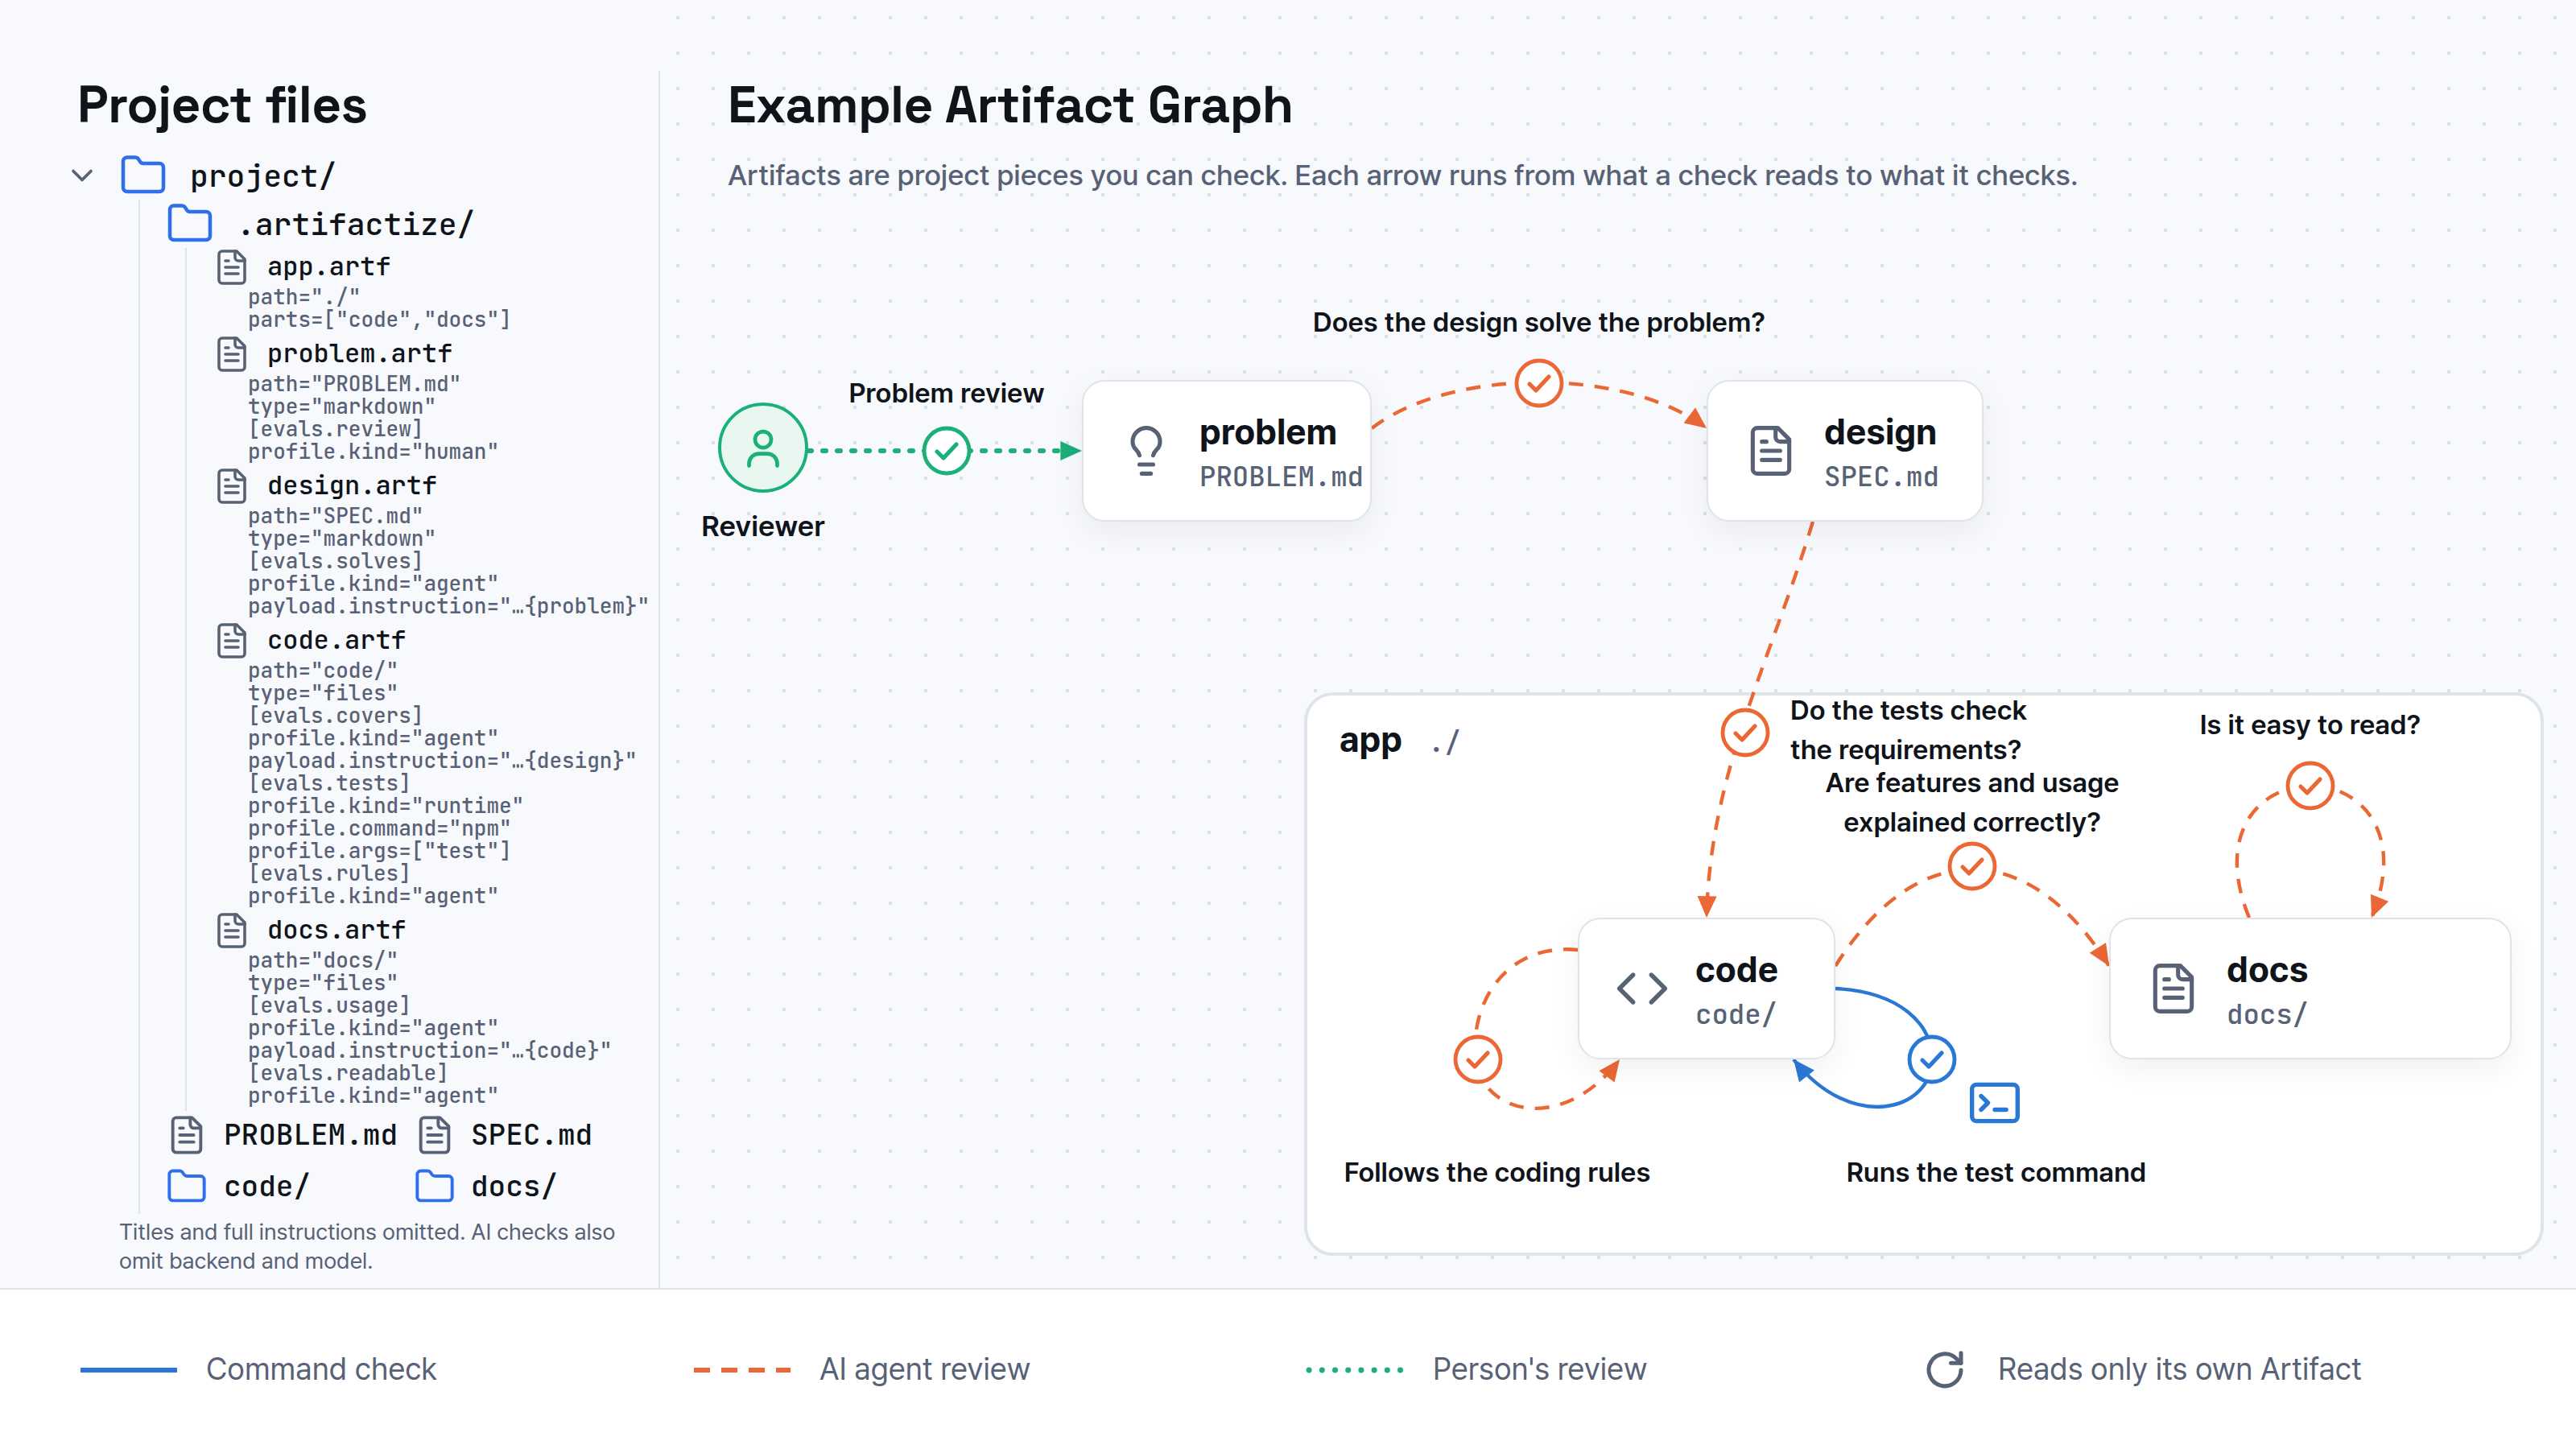 Project files
project/
.artifactize/
app.artf
path="./"
parts=["code","docs"]
problem.artf
path="PROBLEM.md"
type="markdown"
[evals.review]
profile.kind="human"
design.artf
path="SPEC.md"
type="markdown"
[evals.solves]
profile.kind="agent"
payload.instruction="…{problem}"
code.artf
path="code/"
type="files"
[evals.covers]
profile.kind="agent"
payload.instruction="…{design}"
[evals.tests]
profile.kind="runtime"
profile.command="npm"
profile.args=["test"]
[evals.rules]
profile.kind="agent"
docs.artf
path="docs/"
type="files"
[evals.usage]
profile.kind="agent"
payload.instruction="…{code}"
[evals.readable]
profile.kind="agent"
PROBLEM.md SPEC.md
code/ docs/
Titles and full instructions omitted. AI checks also
omit backend and model.
Example Artifact Graph
Artifacts are project pieces you can check. Each arrow runs from what a check reads to what it checks.
Does the design solve the problem?
Problem review
Reviewer
problem
PROBLEM.md
design
SPEC.md
app ./
Do the tests check
the requirements?
Is it easy to read?
Are features and usage
explained correctly?
code
code/
docs
docs/
Follows the coding rules
Runs the test command
Command check
AI agent review
Person's review
Reads only its own Artifact